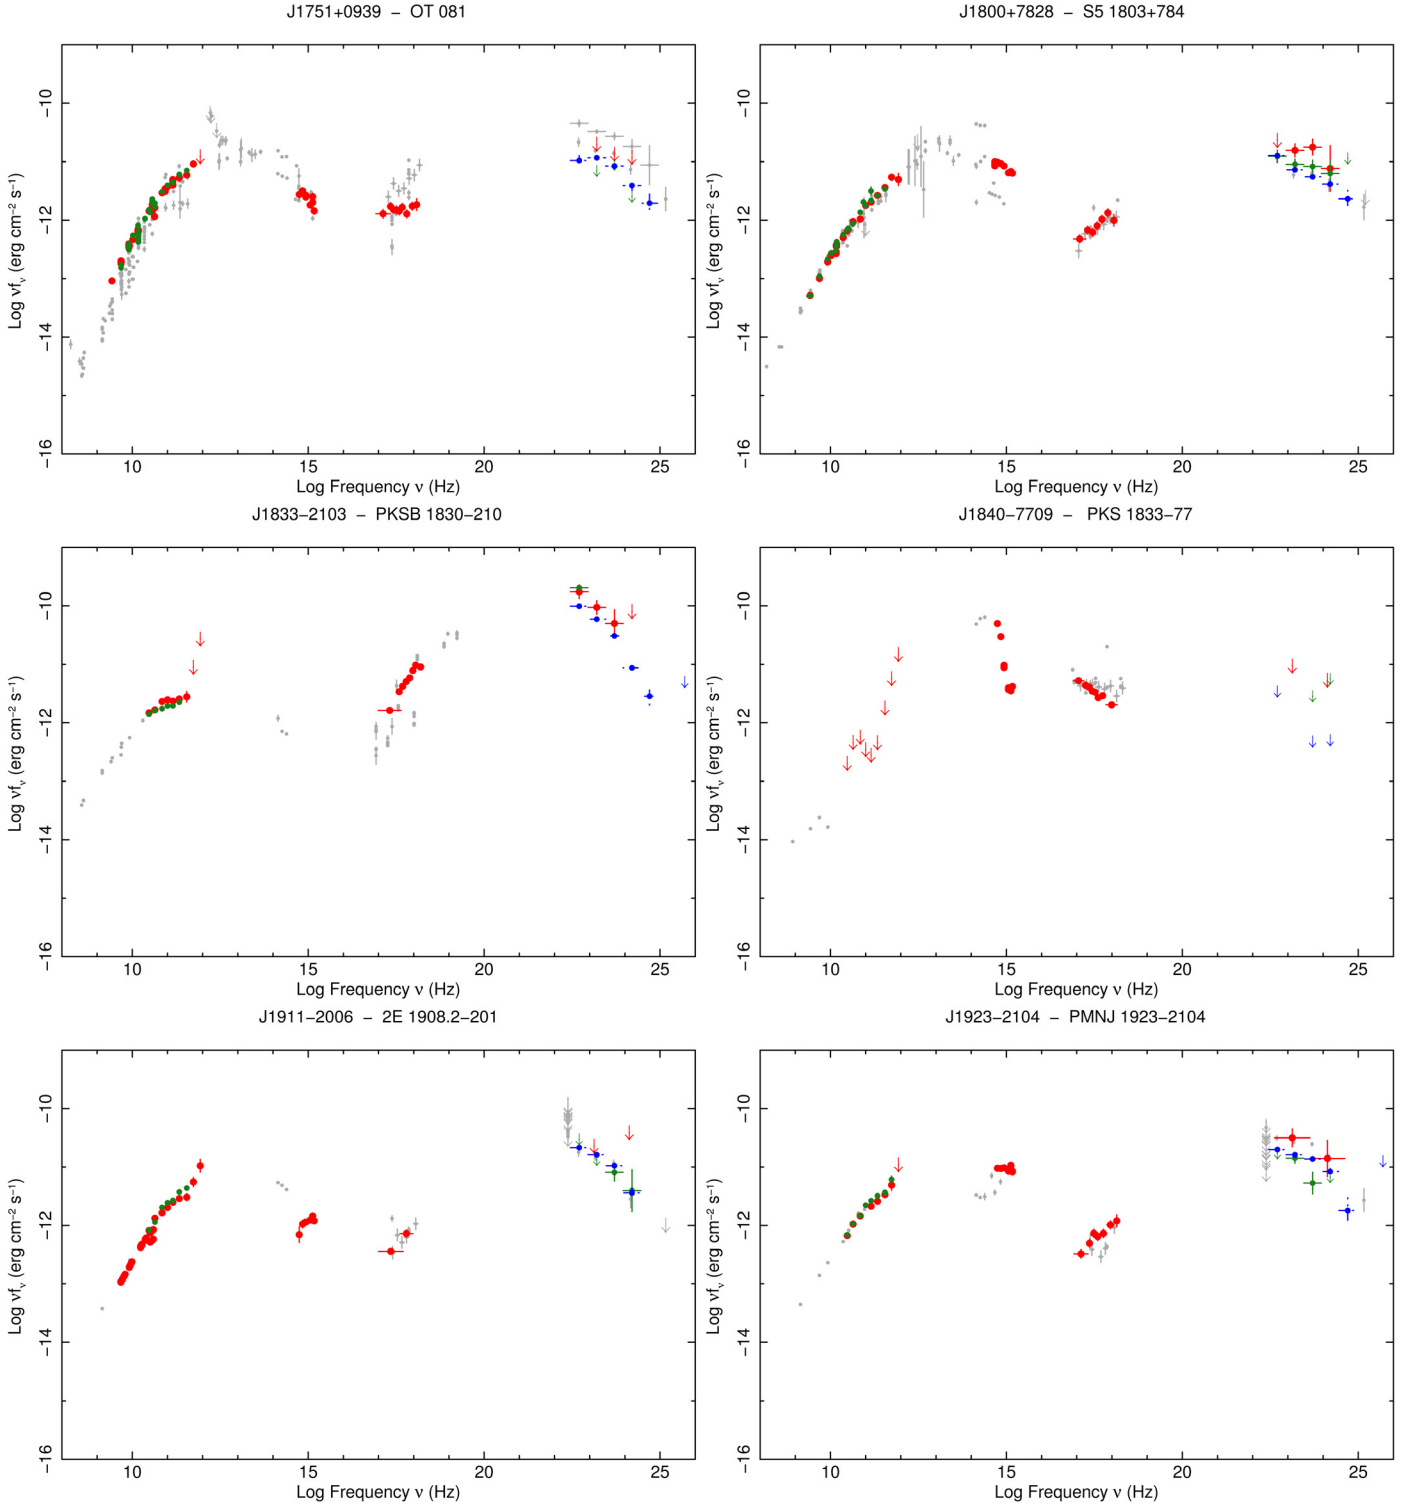 J1751+0939 − OT 081
J1800+7828 − S5 1803+784
Log νfν (erg cm−2 s−1)
−10
−12
−14
−16
10 15 20 25
Log Frequency ν (Hz)
Log νfν (erg cm−2 s−1)
−10
−12
−14
−16
10 15 20 25
Log Frequency ν (Hz)
J1833−2103 − PKSB 1830−210
J1840−7709 − PKS 1833−77
Log νfν (erg cm−2 s−1)
−10
−12
−14
−16
10 15 20 25
Log Frequency ν (Hz)
Log νfν (erg cm−2 s−1)
−10
−12
−14
−16
10 15 20 25
Log Frequency ν (Hz)
J1911−2006 − 2E 1908.2−201
J1923−2104 − PMNJ 1923−2104
Log νfν (erg cm−2 s−1)
−10
−12
−14
−16
10 15 20 25
Log Frequency ν (Hz)
Log νfν (erg cm−2 s−1)
−10
−12
−14
−16
10 15 20 25
Log Frequency ν (Hz)